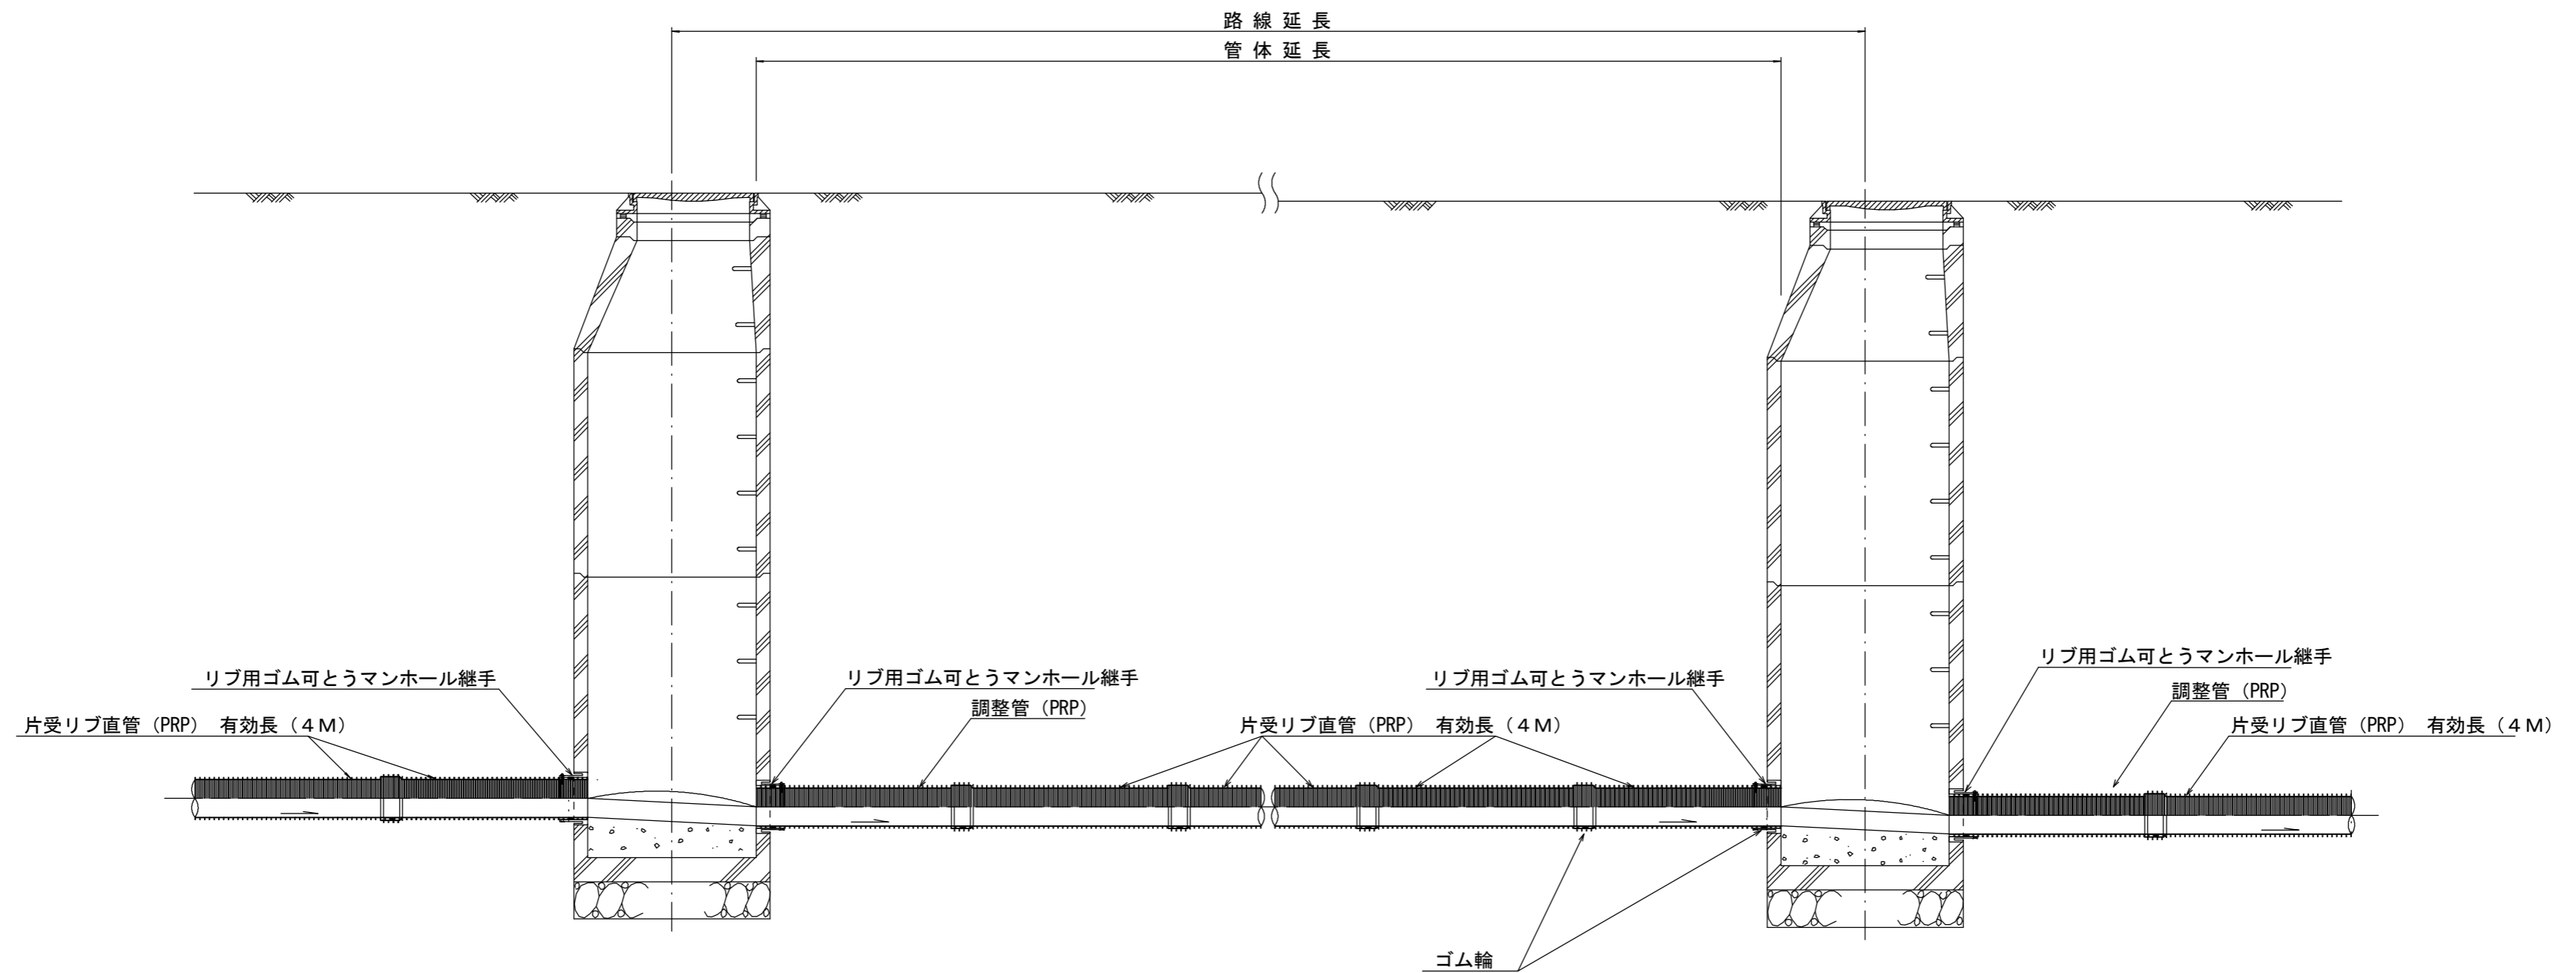 路線延長
管体延長
リブ用ゴム可とうマンホール継手
リブ用ゴム可とうマンホール継手
リブ用ゴム可とうマンホール継手
リブ用ゴム可とうマンホール継手
調整管（PRP）
調整管（PRP）
片受リブ直管（PRP） 有効長（４Ｍ）
片受リブ直管（PRP） 有効長（４Ｍ）
片受リブ直管（PRP） 有効長（４Ｍ）
ゴム輪